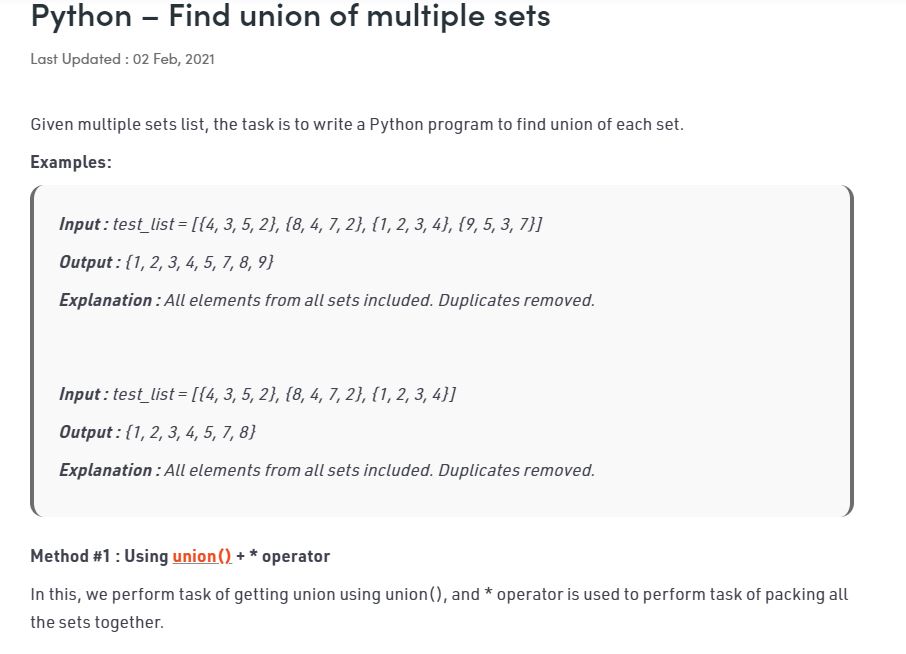 Python – Find union of multiple sets
Last Updated : 02 Feb, 2021
Given multiple sets list, the task is to write a Python program to find union of each set.
Examples:
Input : test_list = [{4, 3, 5, 2}, {8, 4, 7, 2}, {1, 2, 3, 4}, {9, 5, 3, 7}]
Output : {1, 2, 3, 4, 5, 7, 8, 9}
Explanation : All elements from all sets included. Duplicates removed.
Input : test_list = [{4, 3, 5, 2}, {8, 4, 7, 2}, {1, 2, 3, 4}]
Output : {1, 2, 3, 4, 5, 7, 8}
Explanation : All elements from all sets included. Duplicates removed.
Method #1 : Using union() + * operator
In this, we perform task of getting union using union(), and * operator is used to perform task of packing all
the sets together.